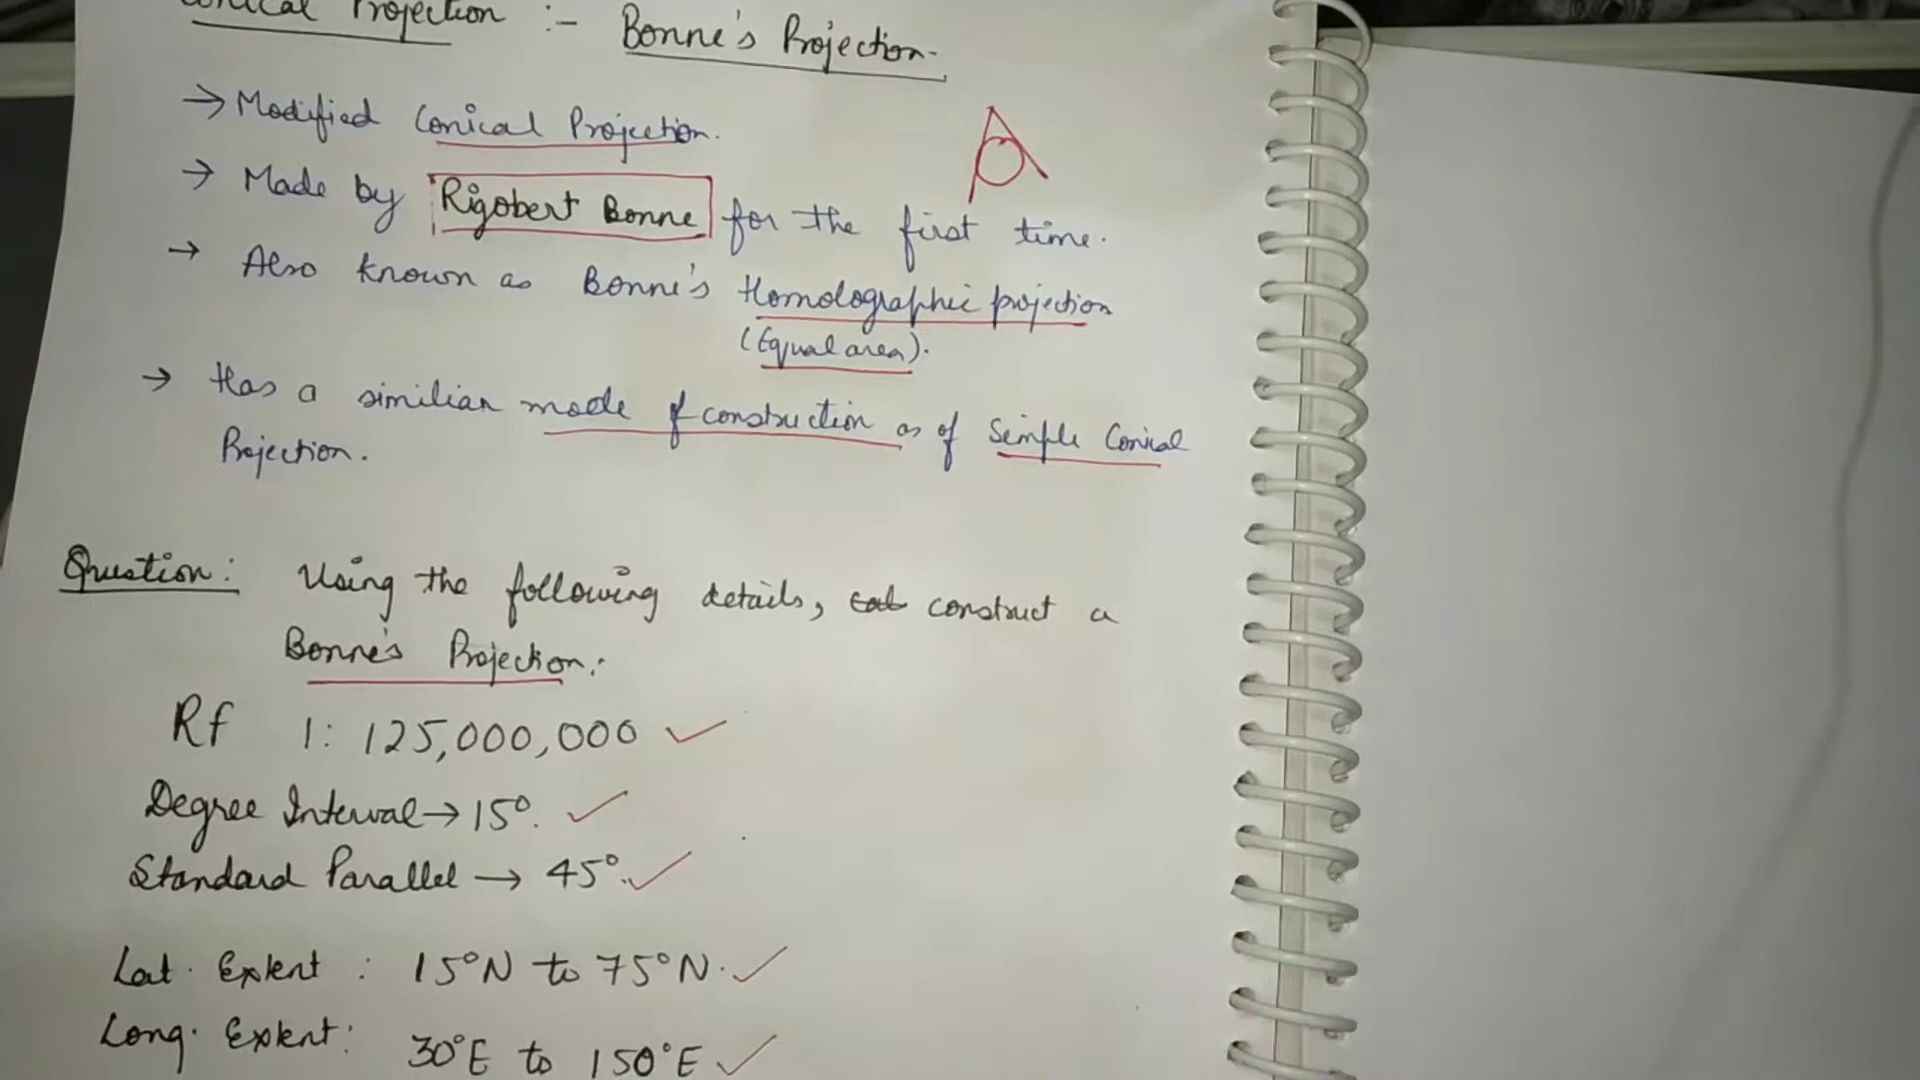 Conical Projection :- Bonne's Projection.
→ Modified Conical Projection.
→ Made by Rigobert Bonne for the first time.
→ Also known as Bonne's Homolographic projection
(Equal area).
→ Has a similiar mode of construction as of Simple Conical
Projection.
Question: Using the following details, construct a
Bonne's Projection:
Rf 1: 125,000,000 ✓
Degree Interval → 15°. ✓
Standard Parallel → 45°. ✓
Lat. Extent : 15°N to 75°N. ✓
Long. Extent: 30°E to 150°E ✓